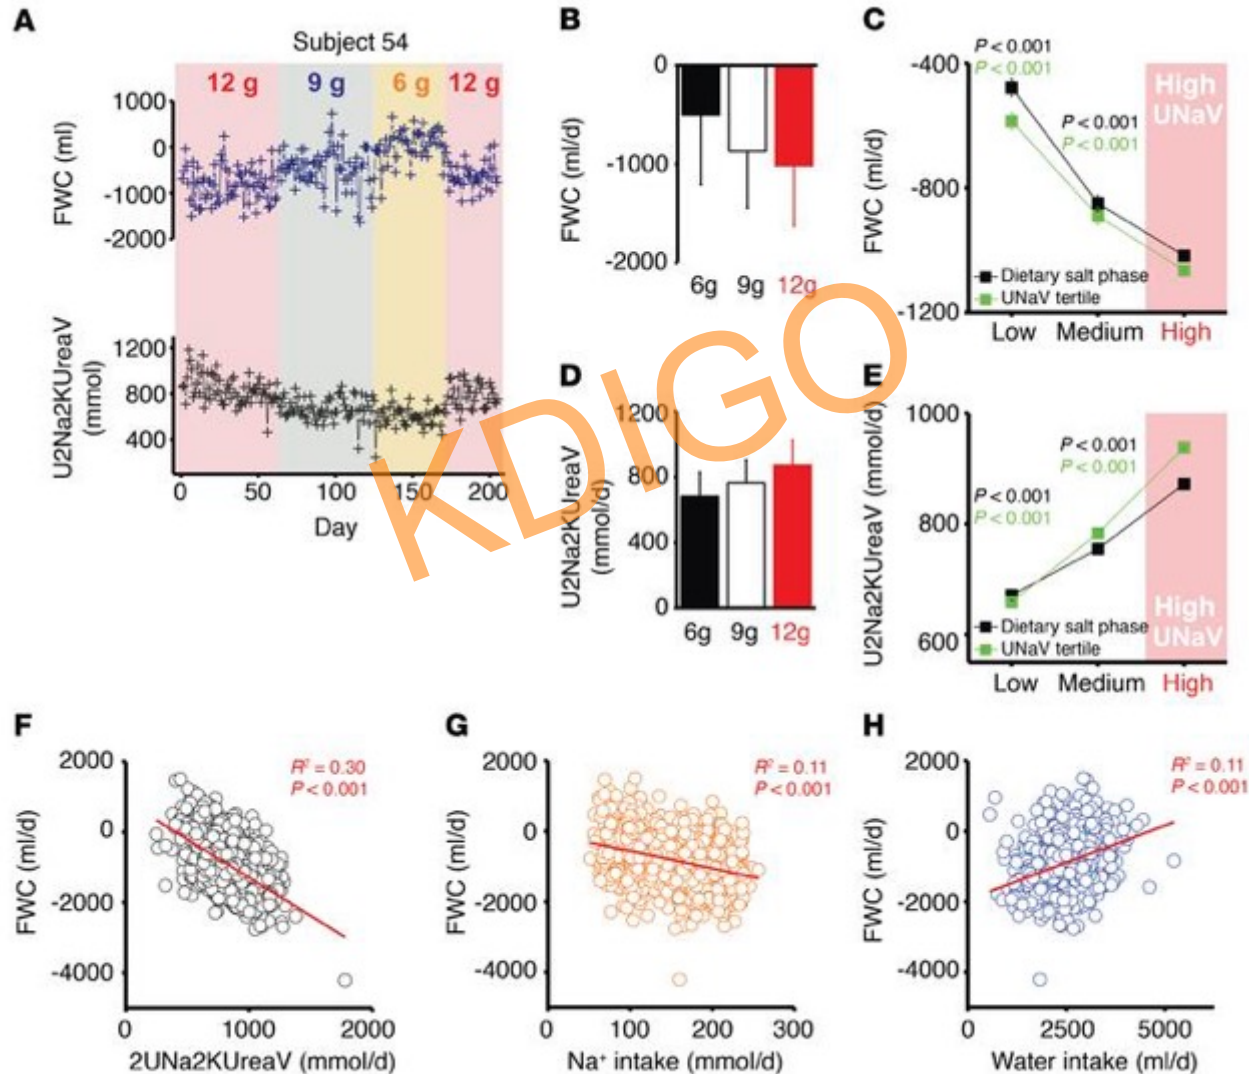 A
Subject 54
12 g 9 g 6 g 12 g
FWC (ml)
1000
0
-1000
-2000
U2Na2KUreaV
(mmol)
1200
800
400
0 50 100 150 200
Day
B
FWC (ml/d)
0
-1000
-2000
6g 9g 12g
C
FWC (ml/d)
-400
-800
-1200
P < 0.001
P < 0.001
P < 0.001
P < 0.001
High
UNaV
Dietary salt phase
UNaV tertile
Low Medium High
D
U2Na2KUreaV
(mmol/d)
1200
800
400
0
6g 9g 12g
E
U2Na2KUreaV (mmol/d)
1000
800
600
P < 0.001
P < 0.001
P < 0.001
P < 0.001
High
UNaV
Dietary salt phase
UNaV tertile
Low Medium High
KDIGO
F
FWC (ml/d)
2000
0
-2000
-4000
R² = 0.30
P < 0.001
0 1000 2000
2UNa2KUreaV (mmol/d)
G
FWC (ml/d)
2000
0
-2000
-4000
R² = 0.11
P < 0.001
0 100 200 300
Na⁺ intake (mmol/d)
H
FWC (ml/d)
2000
0
-2000
-4000
R² = 0.11
P < 0.001
0 2500 5000
Water intake (ml/d)